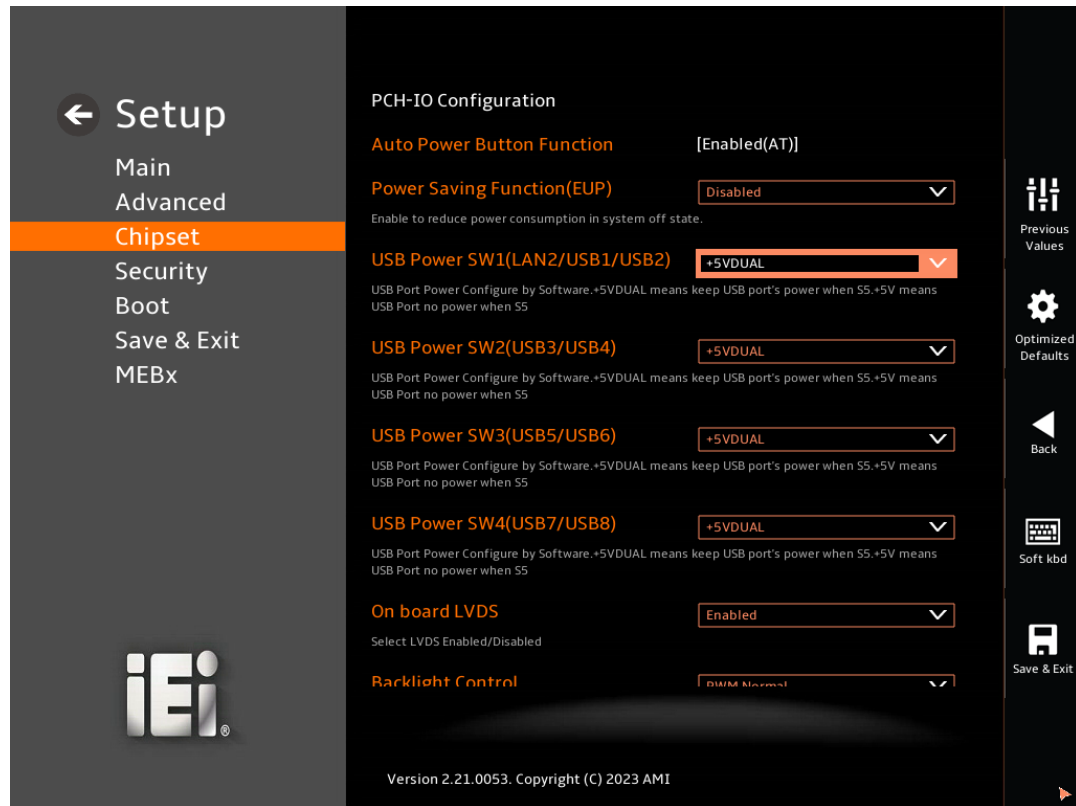 Setup
Main
Advanced
Chipset
Security
Boot
Save & Exit
MEBx
iEi
®
PCH-IO Configuration
Auto Power Button Function [Enabled(AT)]
Power Saving Function(EUP) Disabled
Enable to reduce power consumption in system off state.
USB Power SW1(LAN2/USB1/USB2) +5VDUAL
USB Port Power Configure by Software.+5VDUAL means keep USB port's power when S5.+5V means
USB Port no power when S5
USB Power SW2(USB3/USB4) +5VDUAL
USB Port Power Configure by Software.+5VDUAL means keep USB port's power when S5.+5V means
USB Port no power when S5
USB Power SW3(USB5/USB6) +5VDUAL
USB Port Power Configure by Software.+5VDUAL means keep USB port's power when S5.+5V means
USB Port no power when S5
USB Power SW4(USB7/USB8) +5VDUAL
USB Port Power Configure by Software.+5VDUAL means keep USB port's power when S5.+5V means
USB Port no power when S5
On board LVDS Enabled
Select LVDS Enabled/Disabled
Backlight Control PWM Normal
Version 2.21.0053. Copyright (C) 2023 AMI
Previous
Values
Optimized
Defaults
Back
Soft kbd
Save & Exit